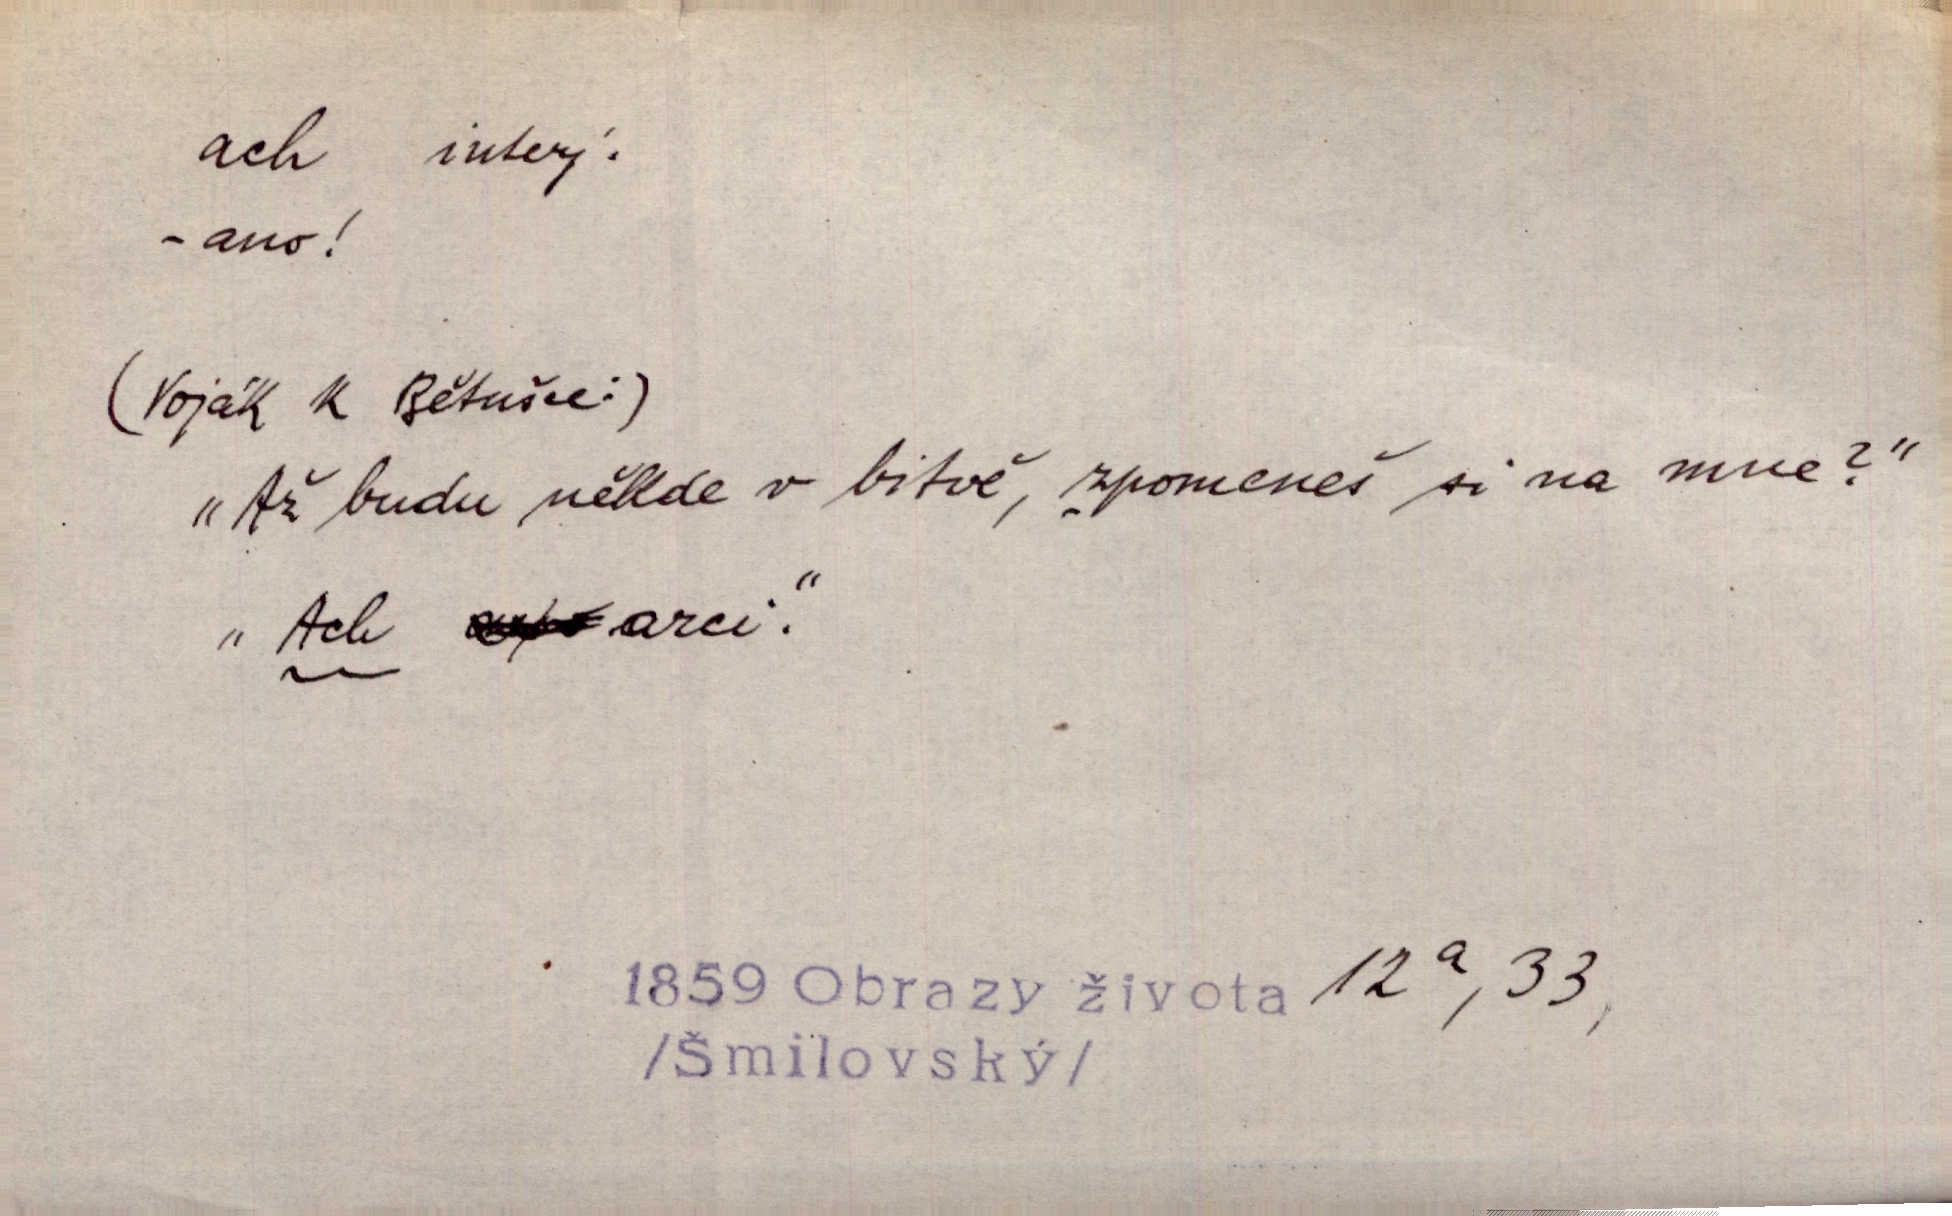 ach interj.
- ano!
(Voják k Bětušce:)
„Až budu někde v bitvě, zpomeneš si na mne?“
„Ach arci.“
1859 Obrazy života 12a, 33,
/Šmilovský/